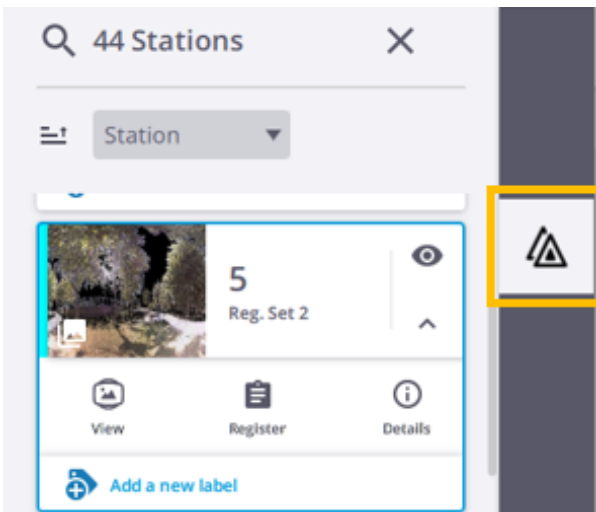 44 Stations
Station
5
Reg. Set 2
View Register Details
Add a new label